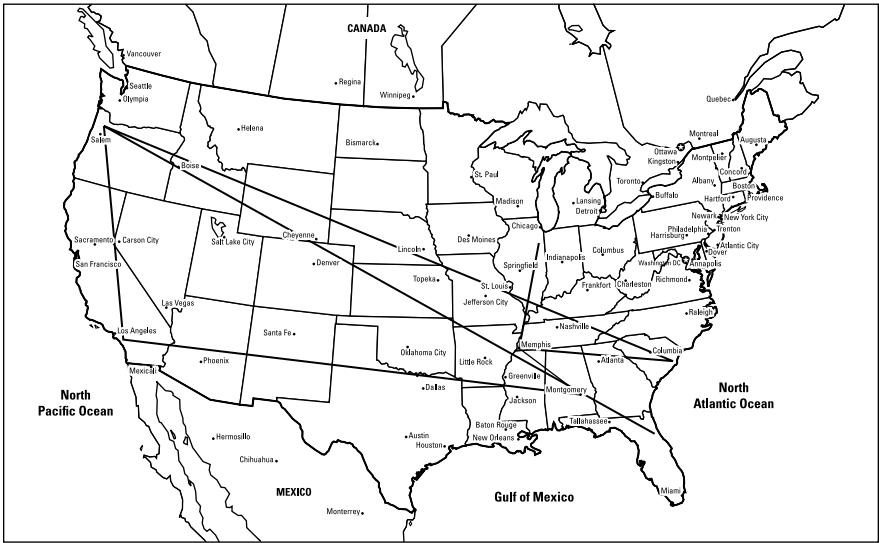 CANADA
Vancouver
Regina
Winnipeg
Seattle
Olympia
Quebec
Salem
Helena
Bismarck
Montreal
Augusta
Ottawa
Kingston
Montpelier
Boise
St. Paul
Concord
Toronto
Albany
Boston
Madison
Lansing
Buffalo
Hartford
Providence
Detroit
Newark
New York City
Chicago
Philadelphia
Trenton
Cheyenne
Harrisburg
Sacramento
Carson City
Salt Lake City
Des Moines
Lincoln
Columbus
Atlantic City
Dover
San Francisco
Denver
Springfield
Indianapolis
Washington DC
Annapolis
Topeka
St. Louis
Frankfort
Charleston
Richmond
Las Vegas
Jefferson City
Raleigh
Los Angeles
Santa Fe
Nashville
Oklahoma City
Memphis
Columbia
Phoenix
Little Rock
Atlanta
Mexicali
Greenville
Dallas
Montgomery
North
Pacific Ocean
North
Atlantic Ocean
Jackson
Hermosillo
Austin
Houston
Baton Rouge
New Orleans
Tallahassee
Chihuahua
MEXICO
Gulf of Mexico
Miami
Monterrey